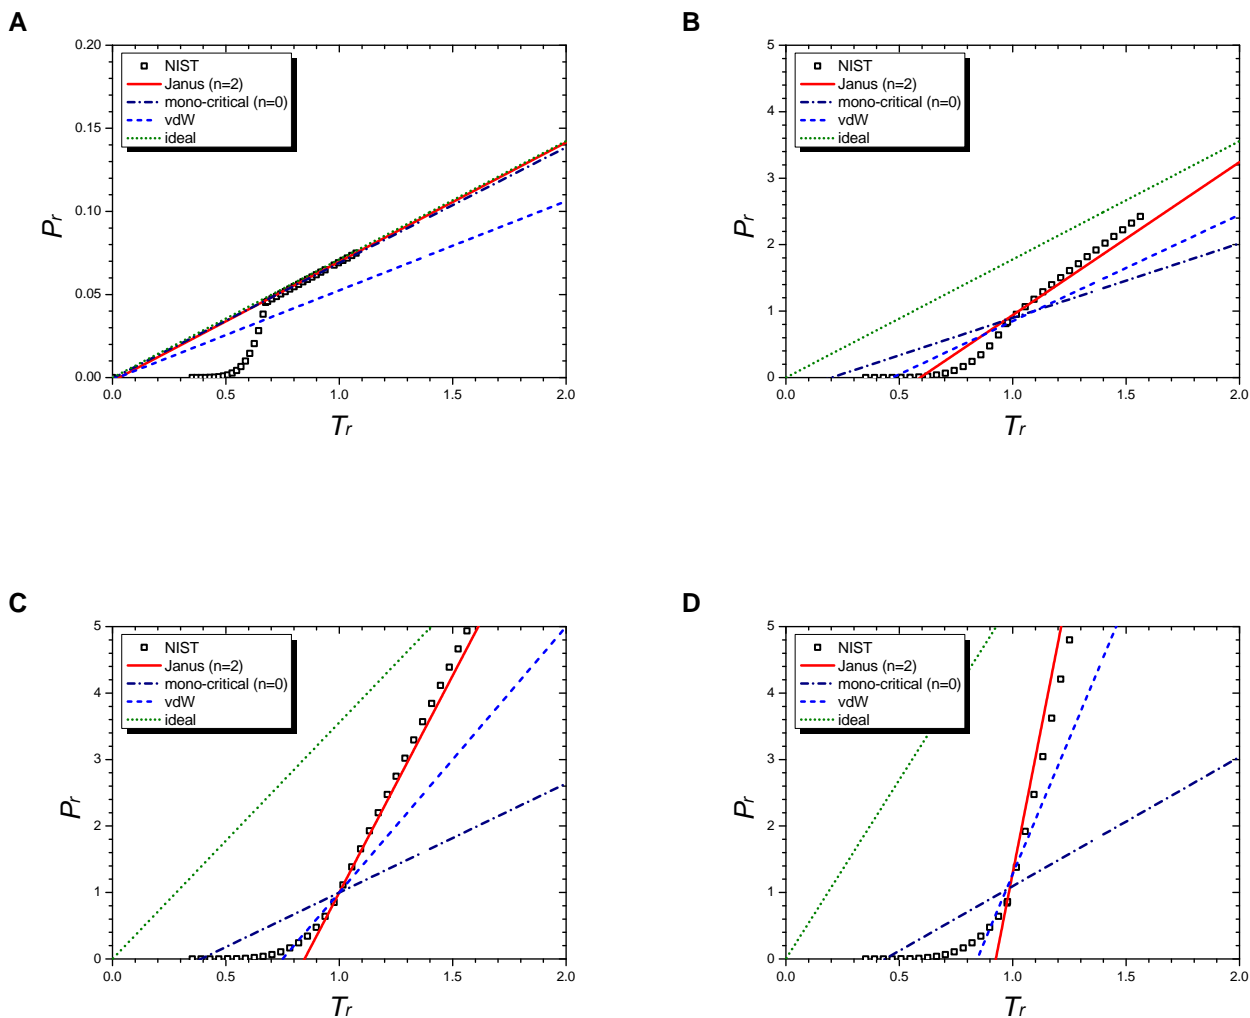 A
0.20
0.15
0.10
0.05
0.00
NIST
Janus (n=2)
mono-critical (n=0)
vdW
ideal
Pr
0.0 0.5 1.0 1.5 2.0
Tr
B
5
4
3
2
1
0
NIST
Janus (n=2)
mono-critical (n=0)
vdW
ideal
Pr
0.0 0.5 1.0 1.5 2.0
Tr
C
5
4
3
2
1
0
NIST
Janus (n=2)
mono-critical (n=0)
vdW
ideal
Pr
0.0 0.5 1.0 1.5 2.0
Tr
D
5
4
3
2
1
0
NIST
Janus (n=2)
mono-critical (n=0)
vdW
ideal
Pr
0.0 0.5 1.0 1.5 2.0
Tr